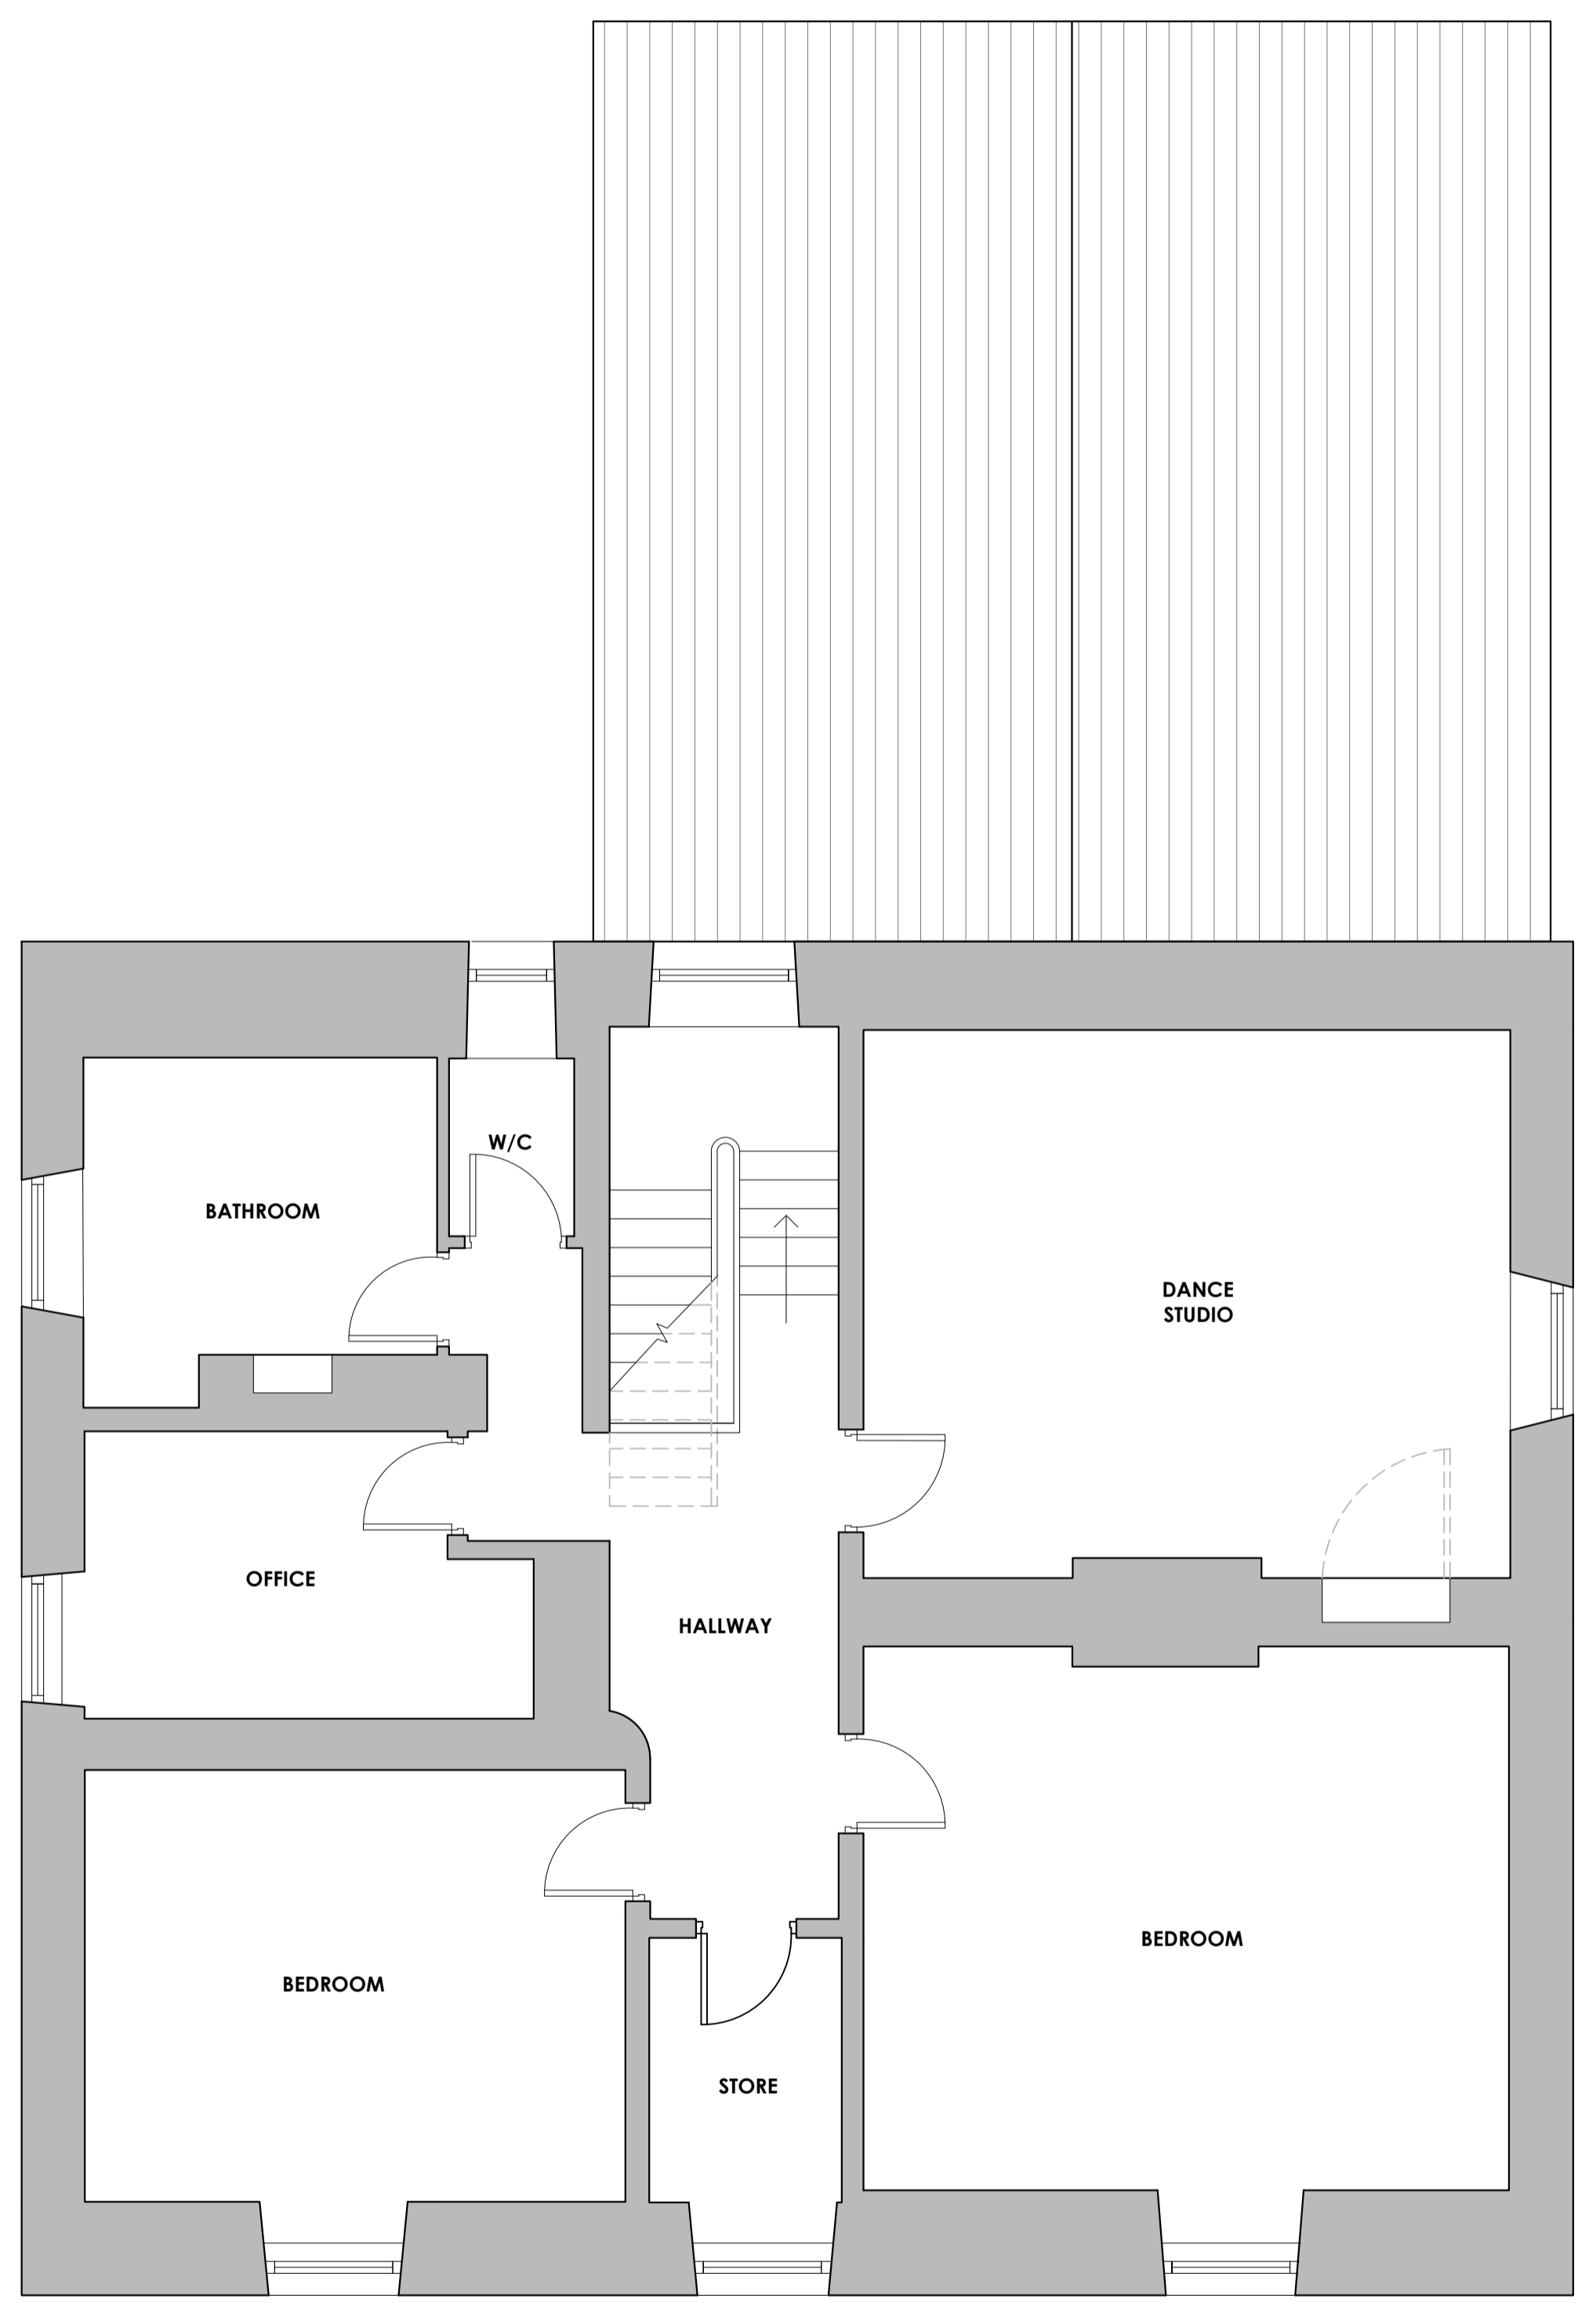 W/C
BATHROOM
DANCE
STUDIO
OFFICE
HALLWAY
BEDROOM
BEDROOM
STORE